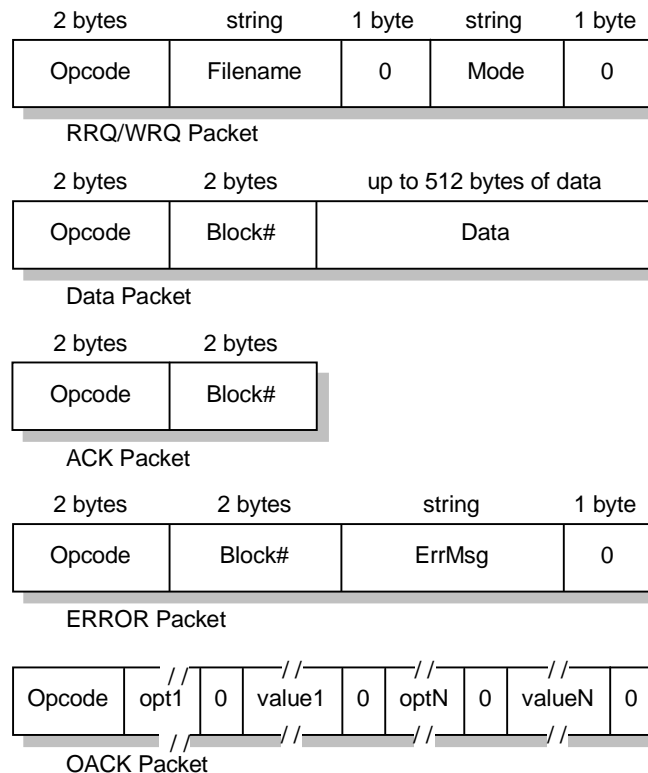 2 bytes string 1 byte string 1 byte
Opcode Filename 0 Mode 0
RRQ/WRQ Packet
2 bytes 2 bytes up to 512 bytes of data
Opcode Block# Data
Data Packet
2 bytes 2 bytes
Opcode Block#
ACK Packet
2 bytes 2 bytes string 1 byte
Opcode Block# ErrMsg 0
ERROR Packet
Opcode opt1 0 value1 0 optN 0 valueN 0
OACK Packet